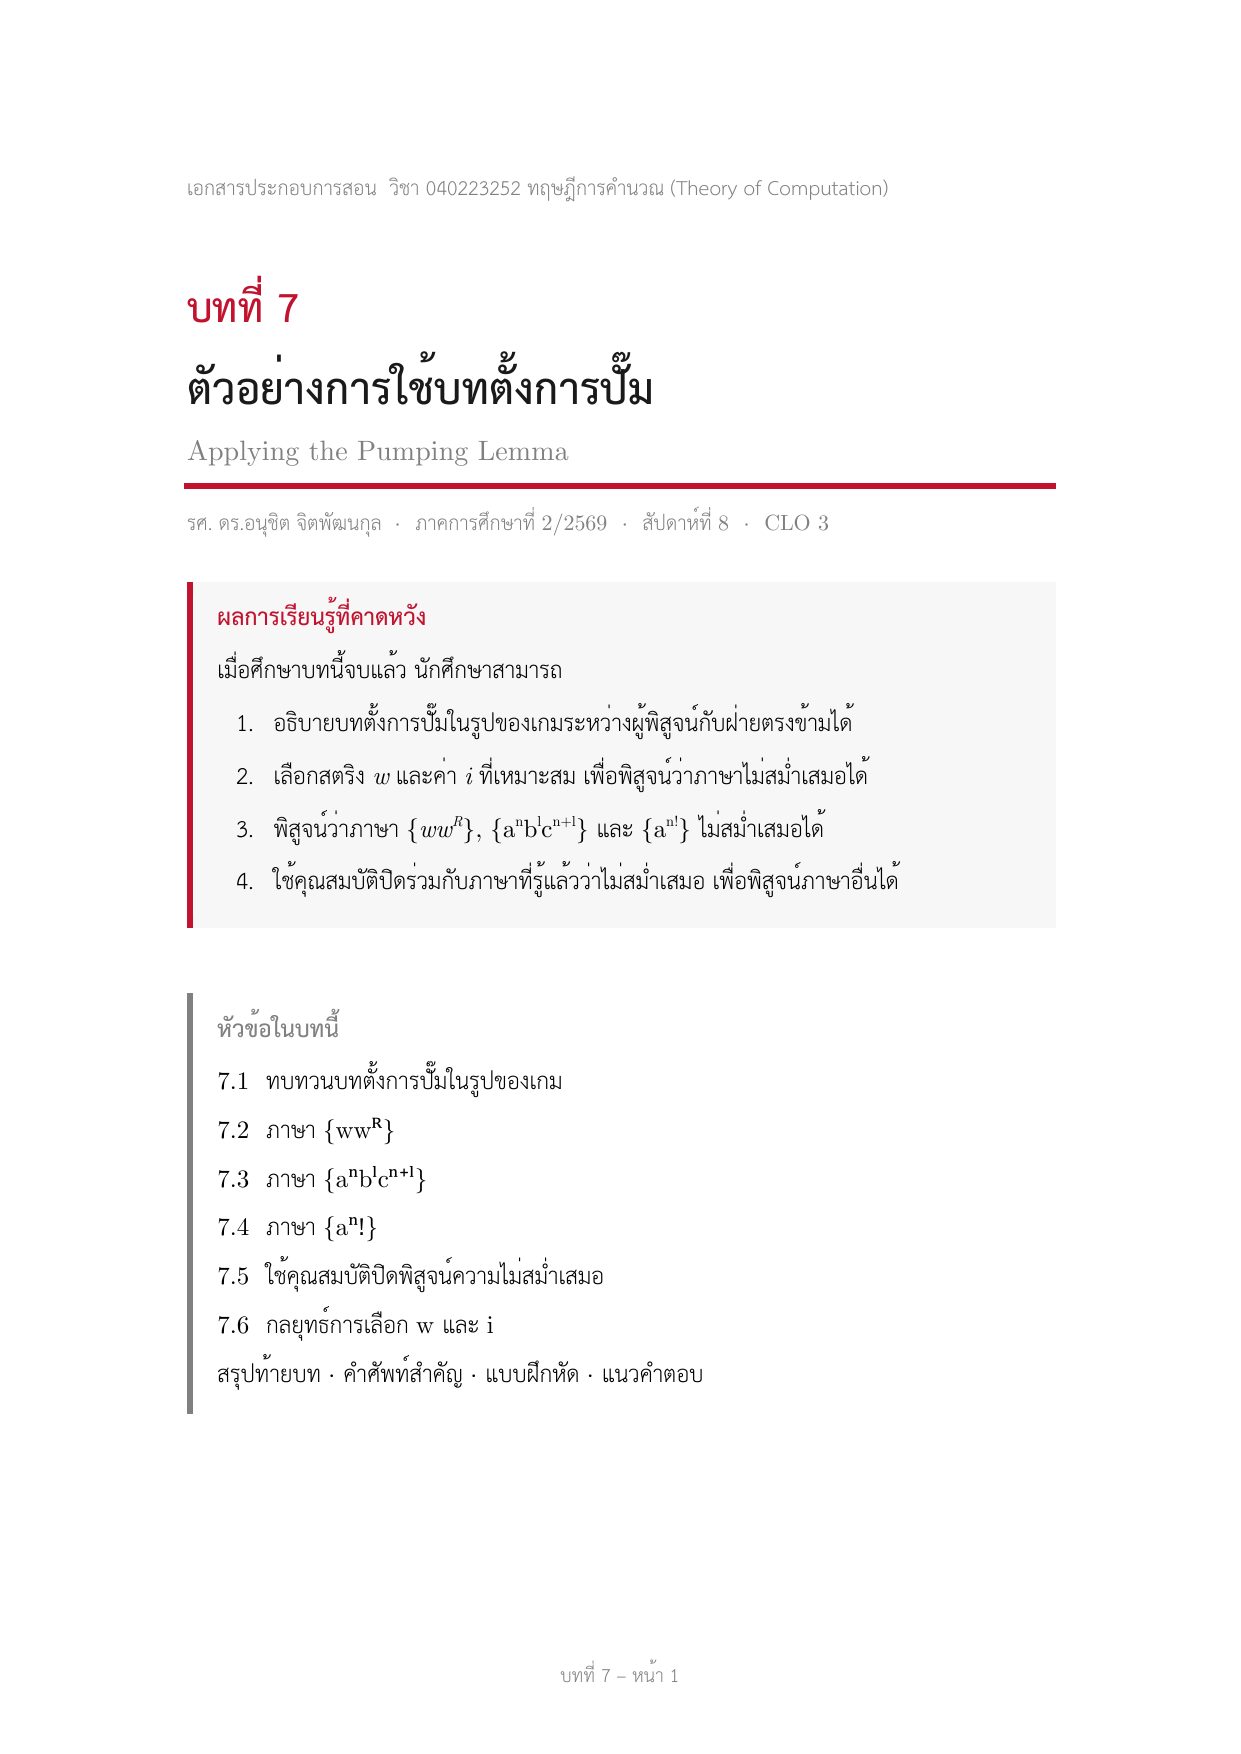 เอกสารประกอบการสอน วิชา 040223252 ทฤษฎีการคำนวณ (Theory of Computation)
บทที่ 7
ตัวอย่างการใช้บทตั้งการปั๊ม
Applying the Pumping Lemma
รศ. ดร.อนุชิต จิตพัฒนกุล · ภาคการศึกษาที่ 2/2569 · สัปดาห์ที่ 8 · CLO 3
ผลการเรียนรู้ที่คาดหวัง
เมื่อศึกษาบทนี้จบแล้ว นักศึกษาสามารถ
1. อธิบายบทตั้งการปั๊มในรูปของเกมระหว่างผู้พิสูจน์กับฝ่ายตรงข้ามได้
2. เลือกสตริง w และค่า i ที่เหมาะสม เพื่อพิสูจน์ว่าภาษาไม่สม่ำเสมอได้
3. พิสูจน์ว่าภาษา {wwᴿ}, {aⁿbˡcⁿ⁺ˡ} และ {aⁿ!} ไม่สม่ำเสมอได้
4. ใช้คุณสมบัติปิดร่วมกับภาษาที่รู้แล้วว่าไม่สม่ำเสมอ เพื่อพิสูจน์ภาษาอื่นได้
หัวข้อในบทนี้
7.1 ทบทวนบทตั้งการปั๊มในรูปของเกม
7.2 ภาษา {wwᴿ}
7.3 ภาษา {aⁿbˡcⁿ⁺ˡ}
7.4 ภาษา {aⁿ!}
7.5 ใช้คุณสมบัติปิดพิสูจน์ความไม่สม่ำเสมอ
7.6 กลยุทธ์การเลือก w และ i
สรุปท้ายบท · คำศัพท์สำคัญ · แบบฝึกหัด · แนวคำตอบ
บทที่ 7 – หน้า 1